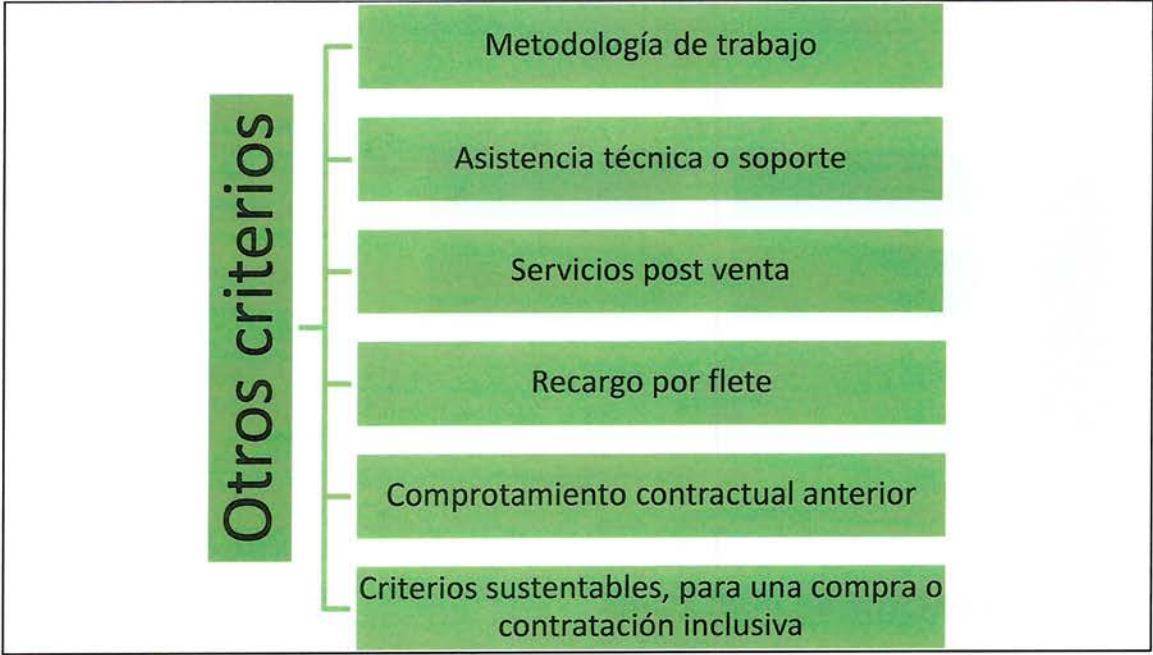 Otros criterios
Metodología de trabajo
Asistencia técnica o soporte
Servicios post venta
Recargo por flete
Comprotamiento contractual anterior
Criterios sustentables, para una compra o
contratación inclusiva